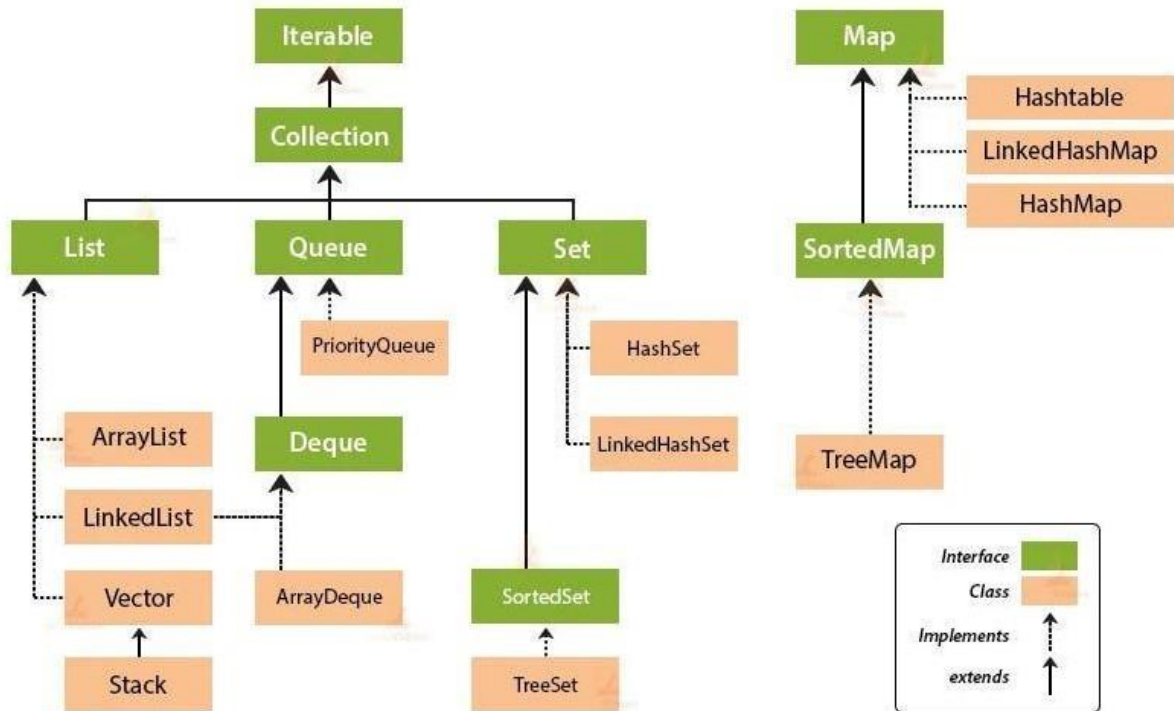 Iterable
Map
Hashtable
Collection
LinkedHashMap
HashMap
List
Queue
Set
SortedMap
PriorityQueue
HashSet
ArrayList
Deque
LinkedHashSet
TreeMap
LinkedList
Vector
ArrayDeque
SortedSet
Stack
TreeSet
Interface
Class
Implements
extends